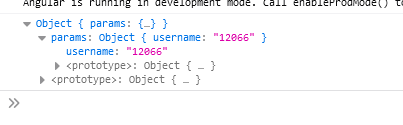 Angular is running in development mode. Call enableProdMode() to
▼ Object { params: {…} }
▼ params: Object { username: "12066" }
username: "12066"
▶ <prototype>: Object { … }
▶ <prototype>: Object { … }
»